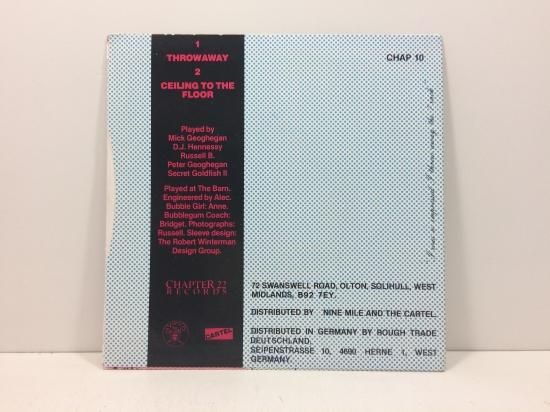 1
THROWAWAY
2
CEILING TO THE
FLOOR
Played by
Mick Geoghegan
D.J. Hennessy
Russell B.
Peter Geoghegan
Secret Goldfish II
Played at The Barn.
Engineered by Alec.
Bubble Girl: Anne.
Bubblegum Coach:
Bridget. Photographs:
Russell. Sleeve design:
The Robert Winterman
Design Group.
CHAPTER 22
RECORDS
CARTEL
CHAP 10
72 SWANSWELL ROAD, OLTON, SOLIHULL, WEST
MIDLANDS, B92 7EY.
DISTRIBUTED BY NINE MILE AND THE CARTEL.
DISTRIBUTED IN GERMANY BY ROUGH TRADE
DEUTSCHLAND,
SEIPENSTRASSE 10, 4690 HERNE 1, WEST
GERMANY.